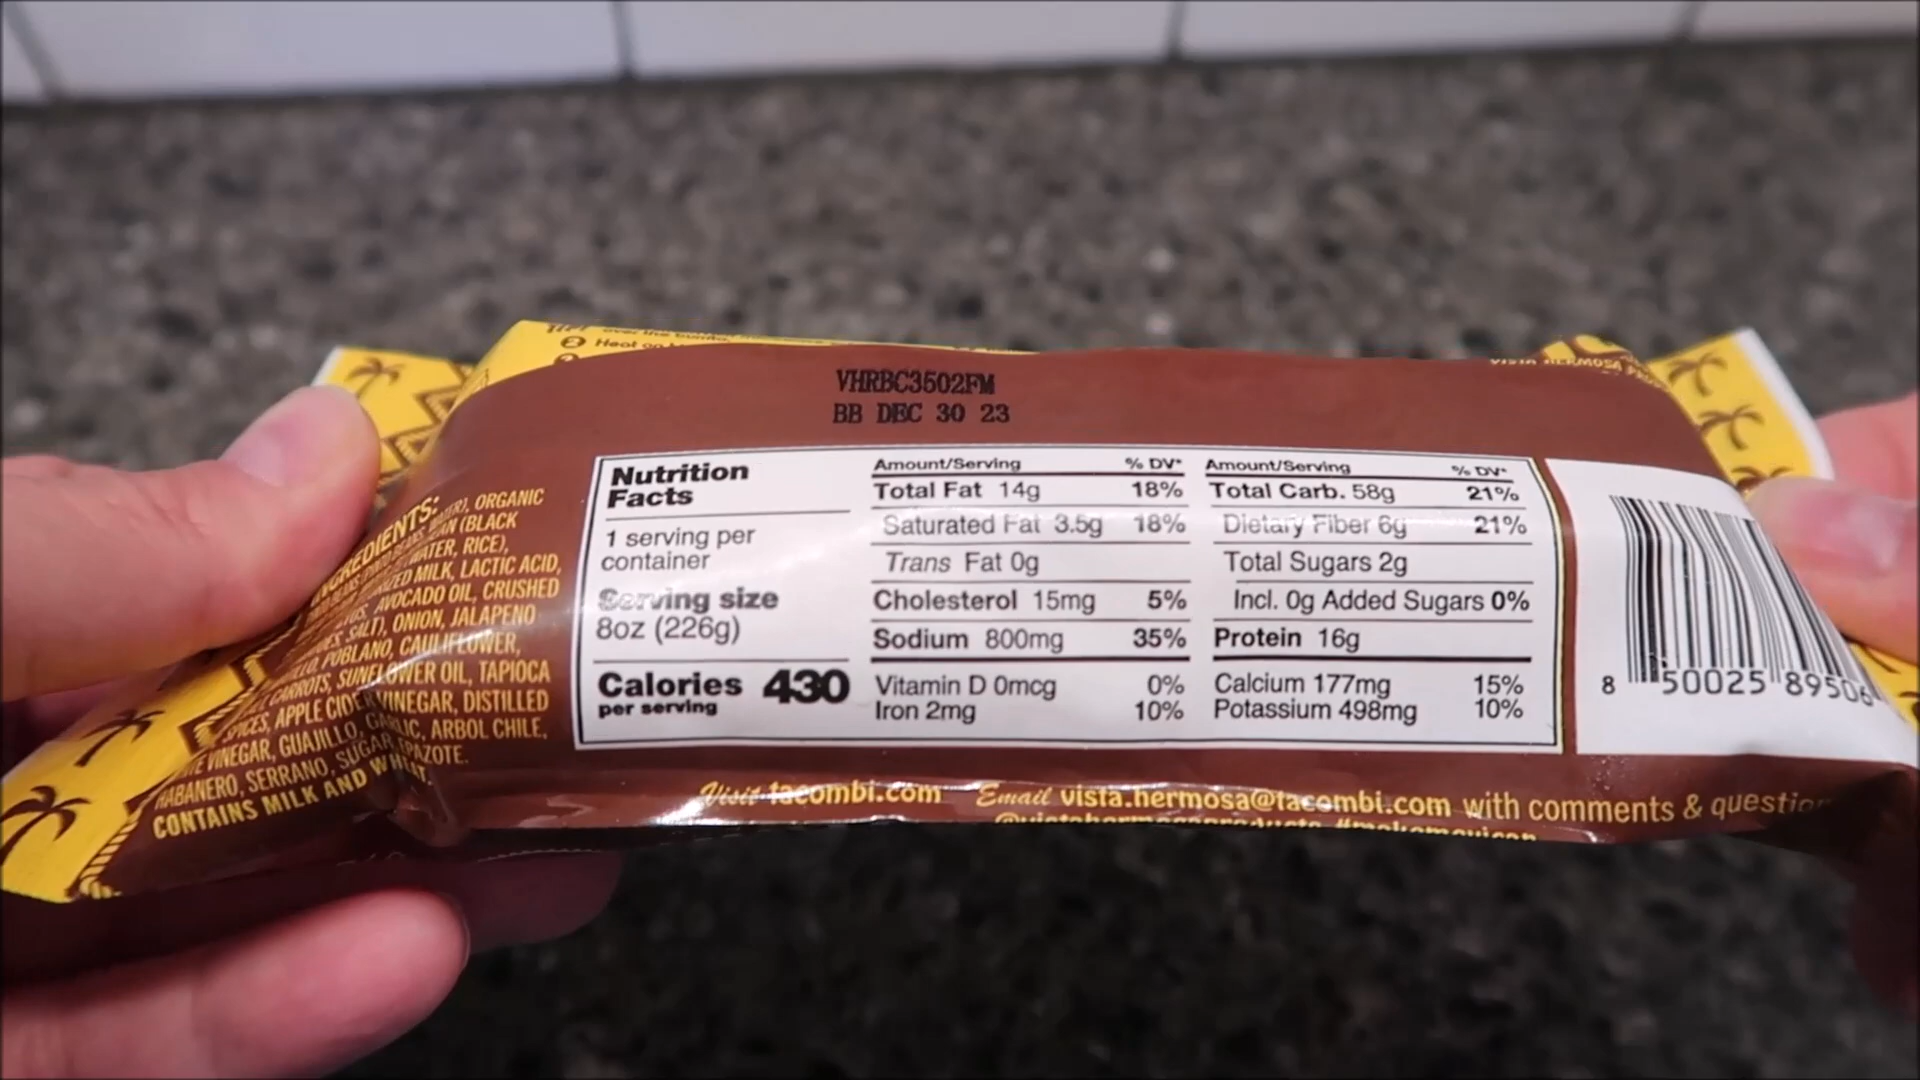 ② Heat on
VHRBC3502FM
BB DEC 30 23
INGREDIENTS:
ORGANIC
(BLACK
WATER, RICE),
MILK, LACTIC ACID,
AVOCADO OIL, CRUSHED
SALT), ONION, JALAPENO
POBLANO, CAULIFLOWER,
CARROTS, SUNFLOWER OIL, TAPIOCA
SPICES, APPLE CIDER VINEGAR, DISTILLED
VINEGAR, GUAJILLO, GARLIC, ARBOL CHILE,
HABANERO, SERRANO, SUGAR, EPAZOTE.
CONTAINS MILK AND WHEAT.
Nutrition
Facts
1 serving per
container
Serving size
8oz (226g)
Calories 430
per serving
Amount/Serving % DV*
Total Fat 14g 18%
Saturated Fat 3.5g 18%
Trans Fat 0g
Cholesterol 15mg 5%
Sodium 800mg 35%
Vitamin D 0mcg 0%
Iron 2mg 10%
Amount/Serving % DV*
Total Carb. 58g 21%
Dietary Fiber 6g 21%
Total Sugars 2g
Incl. 0g Added Sugars 0%
Protein 16g
Calcium 177mg 15%
Potassium 498mg 10%
8 50025 89506
Visit tacombi.com Email vista.hermosa@tacombi.com with comments & question